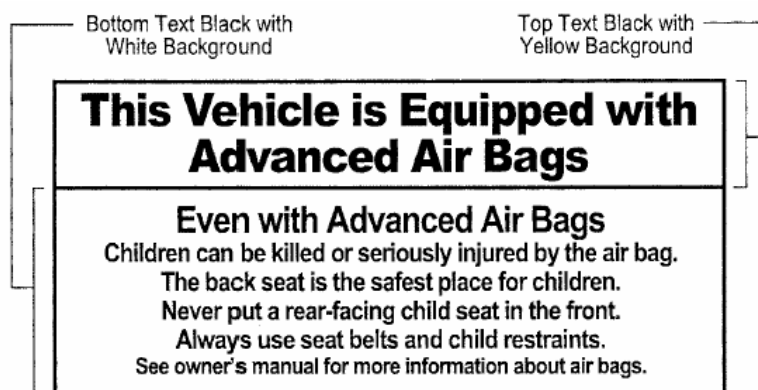 Bottom Text Black with
White Background
Top Text Black with
Yellow Background
This Vehicle is Equipped with
Advanced Air Bags
Even with Advanced Air Bags
Children can be killed or seriously injured by the air bag.
The back seat is the safest place for children.
Never put a rear-facing child seat in the front.
Always use seat belts and child restraints.
See owner's manual for more information about air bags.